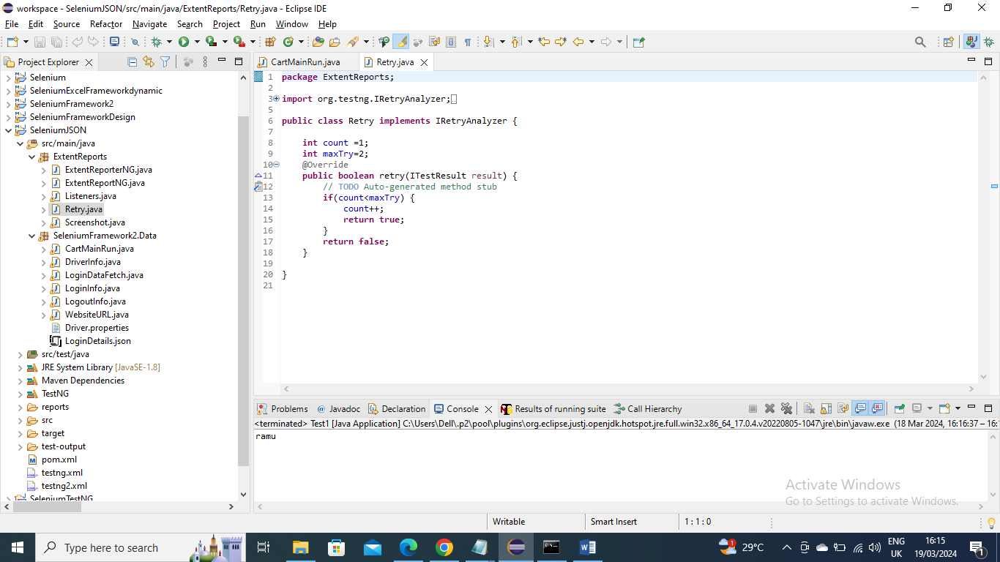 workspace - SeleniumJSON/src/main/java/ExtentReports/Retry.java - Eclipse IDE
File Edit Source Refactor Navigate Search Project Run Window Help
Project Explorer
CartMainRun.java
Retry.java
Selenium
SeleniumExcelFrameworkdynamic
SeleniumFramework2
SeleniumFrameworkDesign
SeleniumJSON
src/main/java
ExtentReports
ExtentReporterNG.java
ExtentReportNG.java
Listeners.java
Retry.java
Screenshot.java
SeleniumFramework2.Data
CartMainRun.java
DriverInfo.java
LoginDataFetch.java
LoginInfo.java
LogoutInfo.java
WebsiteURL.java
Driver.properties
LoginDetails.json
src/test/java
JRE System Library [JavaSE-1.8]
Maven Dependencies
TestNG
reports
src
target
test-output
pom.xml
testng.xml
testng2.xml
SeleniumTestNG
1 package ExtentReports;
2
3 import org.testng.IRetryAnalyzer;
5
6 public class Retry implements IRetryAnalyzer {
7
8 int count =1;
9 int maxTry=2;
10 @Override
11 public boolean retry(ITestResult result) {
12 // TODO Auto-generated method stub
13 if(count<maxTry) {
14 count++;
15 return true;
16 }
17 return false;
18 }
19
20 }
21
Problems @ Javadoc Declaration Console Results of running suite Call Hierarchy
<terminated> Test1 [Java Application] C:\Users\Dell\.p2\pool\plugins\org.eclipse.justj.openjdk.hotspot.jre.full.win32.x86_64_17.0.4.v20220805-1047\jre\bin\javaw.exe (18 Mar 2024, 16:16:37 – 16:
ramu
Activate Windows
Go to Settings to activate Windows.
Writable Smart Insert 1 : 1 : 0
Type here to search
1
29°C
ENG
UK
16:15
19/03/2024
1